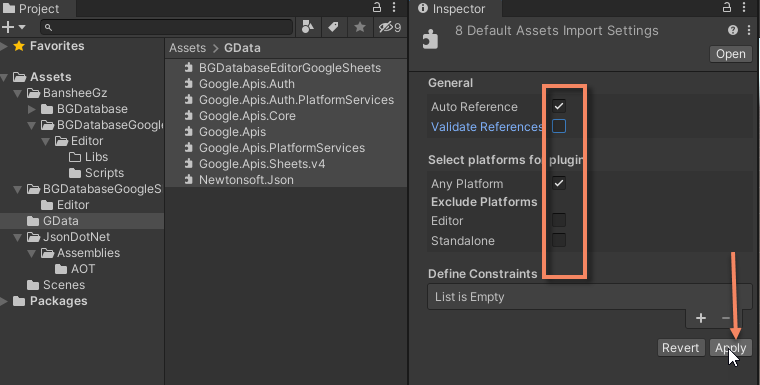 Project
9
Favorites
Assets
BansheeGz
BGDatabase
BGDatabaseGoogle
Editor
Libs
Scripts
BGDatabaseGoogleS
Editor
GData
JsonDotNet
Assemblies
AOT
Scenes
Packages
Assets > GData
BGDatabaseEditorGoogleSheets
Google.Apis.Auth
Google.Apis.Auth.PlatformServices
Google.Apis.Core
Google.Apis
Google.Apis.PlatformServices
Google.Apis.Sheets.v4
Newtonsoft.Json
Inspector
8 Default Assets Import Settings
Open
General
Auto Reference
Validate References
Select platforms for plugin
Any Platform
Exclude Platforms
Editor
Standalone
Define Constraints
List is Empty
+ −
Revert Apply